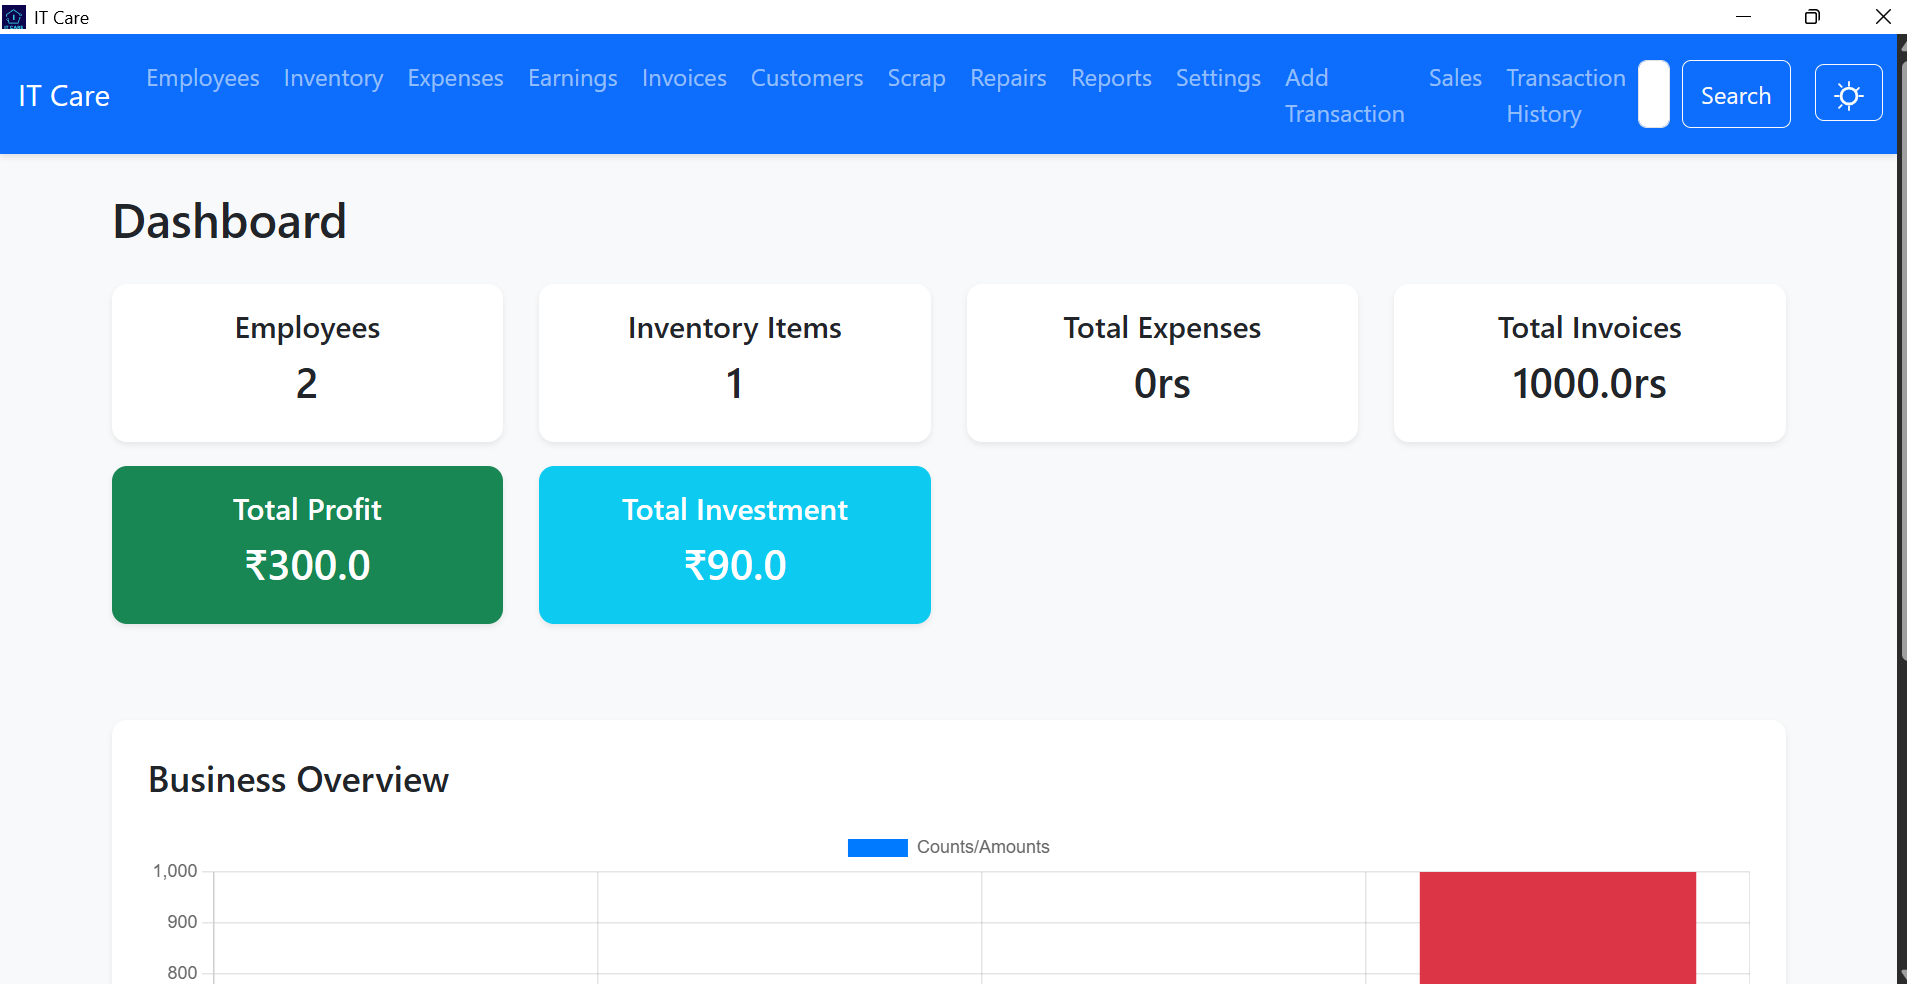 IT Care
IT Care
Employees
Inventory
Expenses
Earnings
Invoices
Customers
Scrap
Repairs
Reports
Settings
Add
Transaction
Sales
Transaction
History
Search
Dashboard
Employees
2
Inventory Items
1
Total Expenses
0rs
Total Invoices
1000.0rs
Total Profit
₹300.0
Total Investment
₹90.0
Business Overview
Counts/Amounts
1,000
900
800